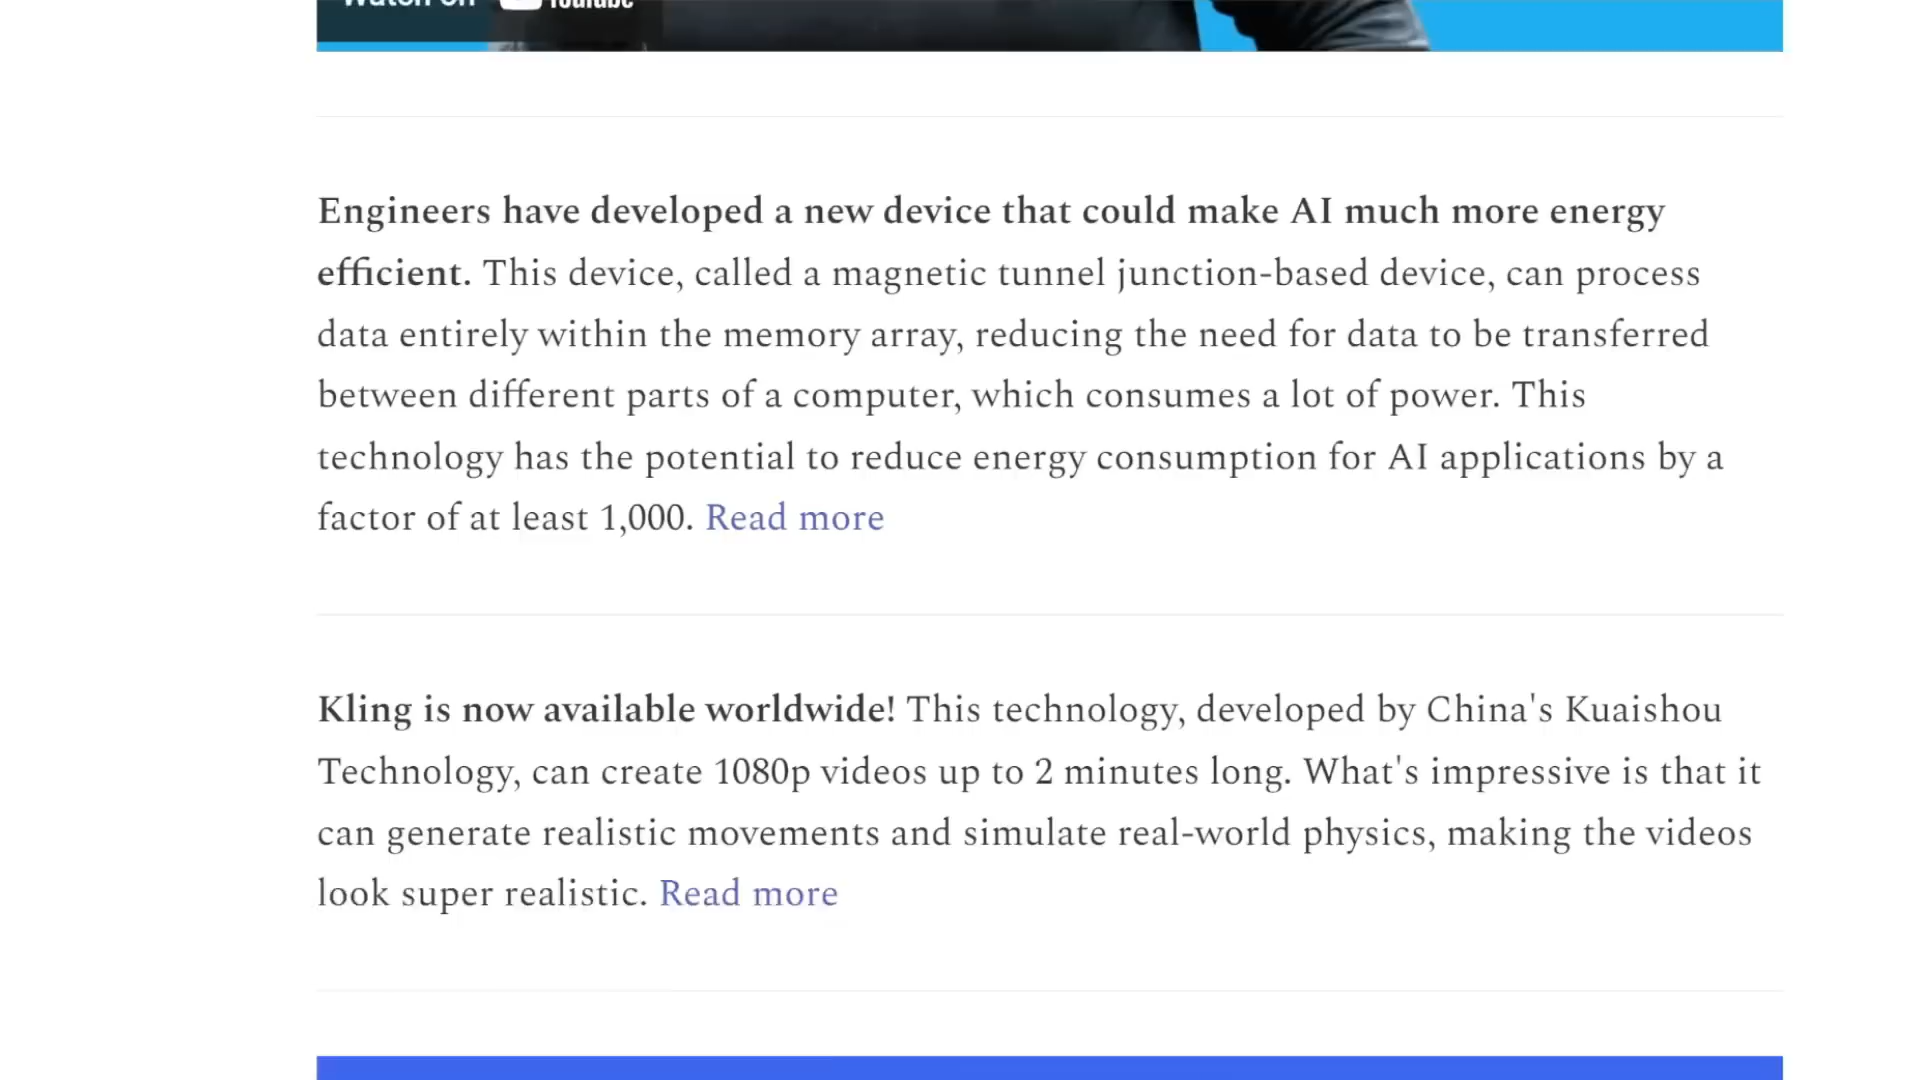 Watch on YouTube
Engineers have developed a new device that could make AI much more energy
efficient. This device, called a magnetic tunnel junction-based device, can process
data entirely within the memory array, reducing the need for data to be transferred
between different parts of a computer, which consumes a lot of power. This
technology has the potential to reduce energy consumption for AI applications by a
factor of at least 1,000. Read more
Kling is now available worldwide! This technology, developed by China's Kuaishou
Technology, can create 1080p videos up to 2 minutes long. What's impressive is that it
can generate realistic movements and simulate real-world physics, making the videos
look super realistic. Read more